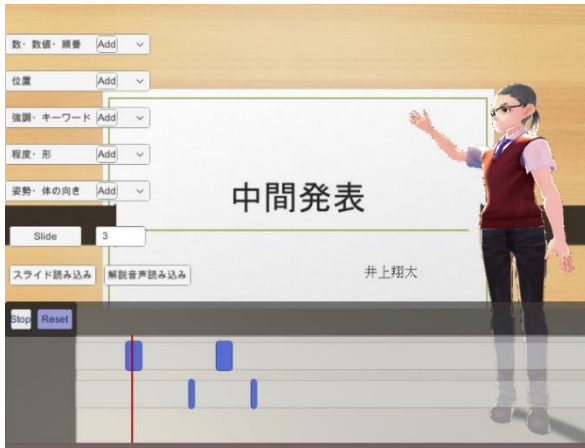 数・数値・順番 Add
位置 Add
強調・キーワード Add
程度・形 Add
姿勢・体の向き Add
中間発表
Slide 3
スライド読み込み 解説音声読み込み
井上翔大
Stop Reset